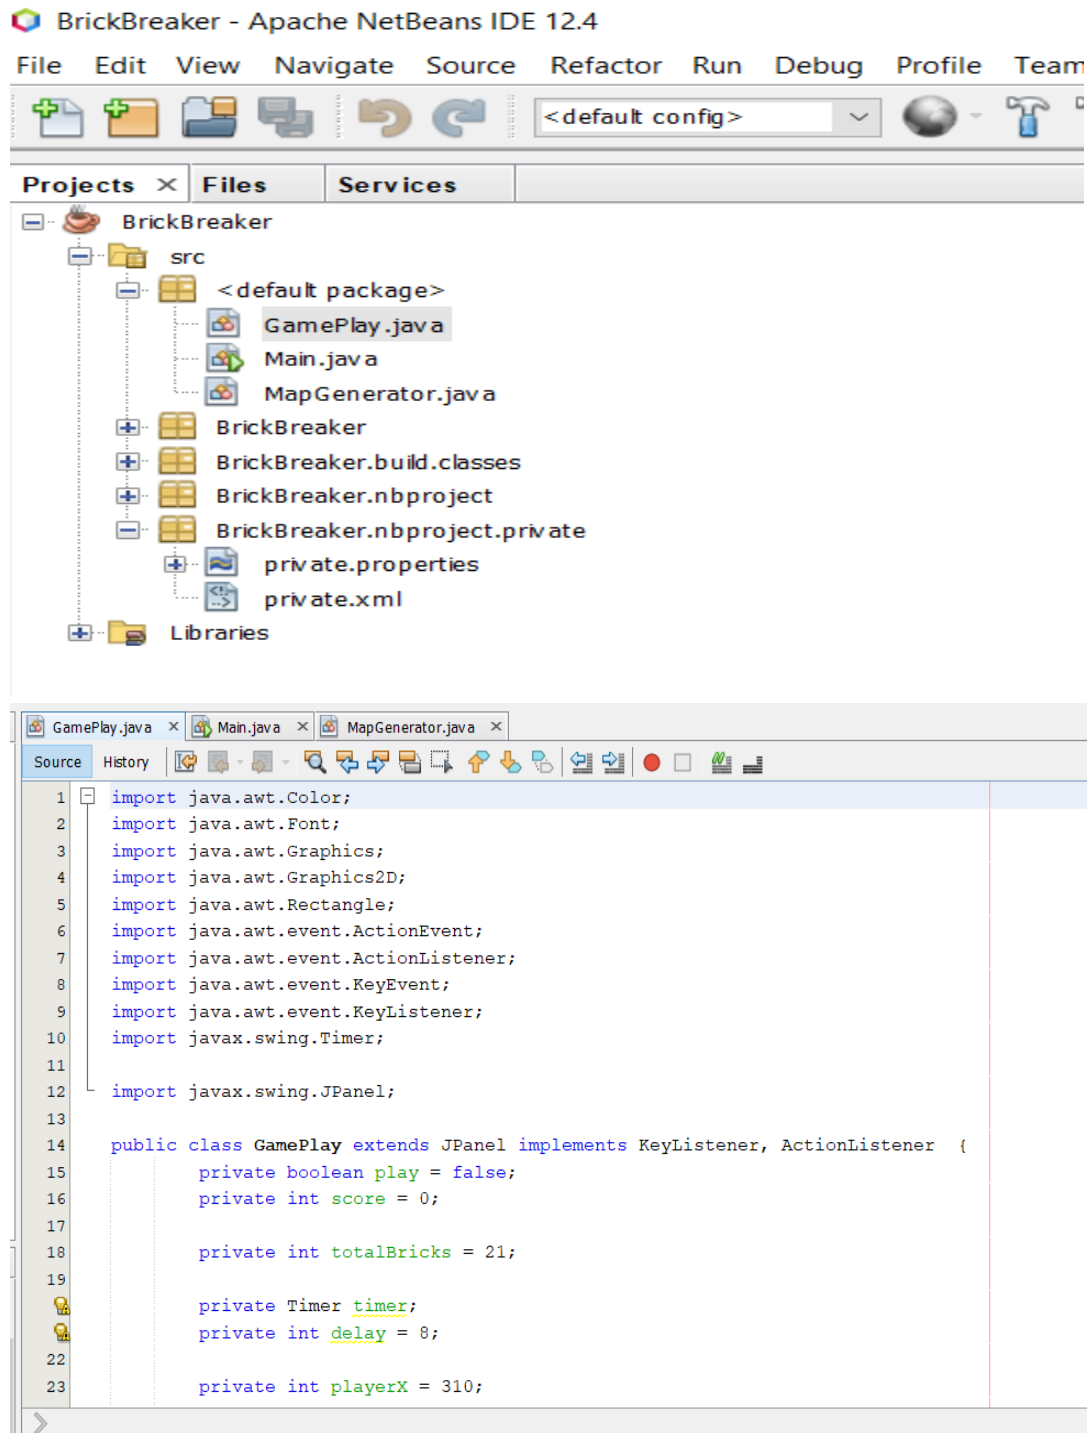 BrickBreaker - Apache NetBeans IDE 12.4
File Edit View Navigate Source Refactor Run Debug Profile Team
<default config>
Projects × Files Services
BrickBreaker
src
<default package>
GamePlay.java
Main.java
MapGenerator.java
BrickBreaker
BrickBreaker.build.classes
BrickBreaker.nbproject
BrickBreaker.nbproject.private
private.properties
private.xml
Libraries
GamePlay.java × Main.java × MapGenerator.java ×
Source History
1 import java.awt.Color;
2 import java.awt.Font;
3 import java.awt.Graphics;
4 import java.awt.Graphics2D;
5 import java.awt.Rectangle;
6 import java.awt.event.ActionEvent;
7 import java.awt.event.ActionListener;
8 import java.awt.event.KeyEvent;
9 import java.awt.event.KeyListener;
10 import javax.swing.Timer;
11
12 import javax.swing.JPanel;
13
14 public class GamePlay extends JPanel implements KeyListener, ActionListener {
15 private boolean play = false;
16 private int score = 0;
17
18 private int totalBricks = 21;
19
private Timer timer;
private int delay = 8;
22
23 private int playerX = 310;